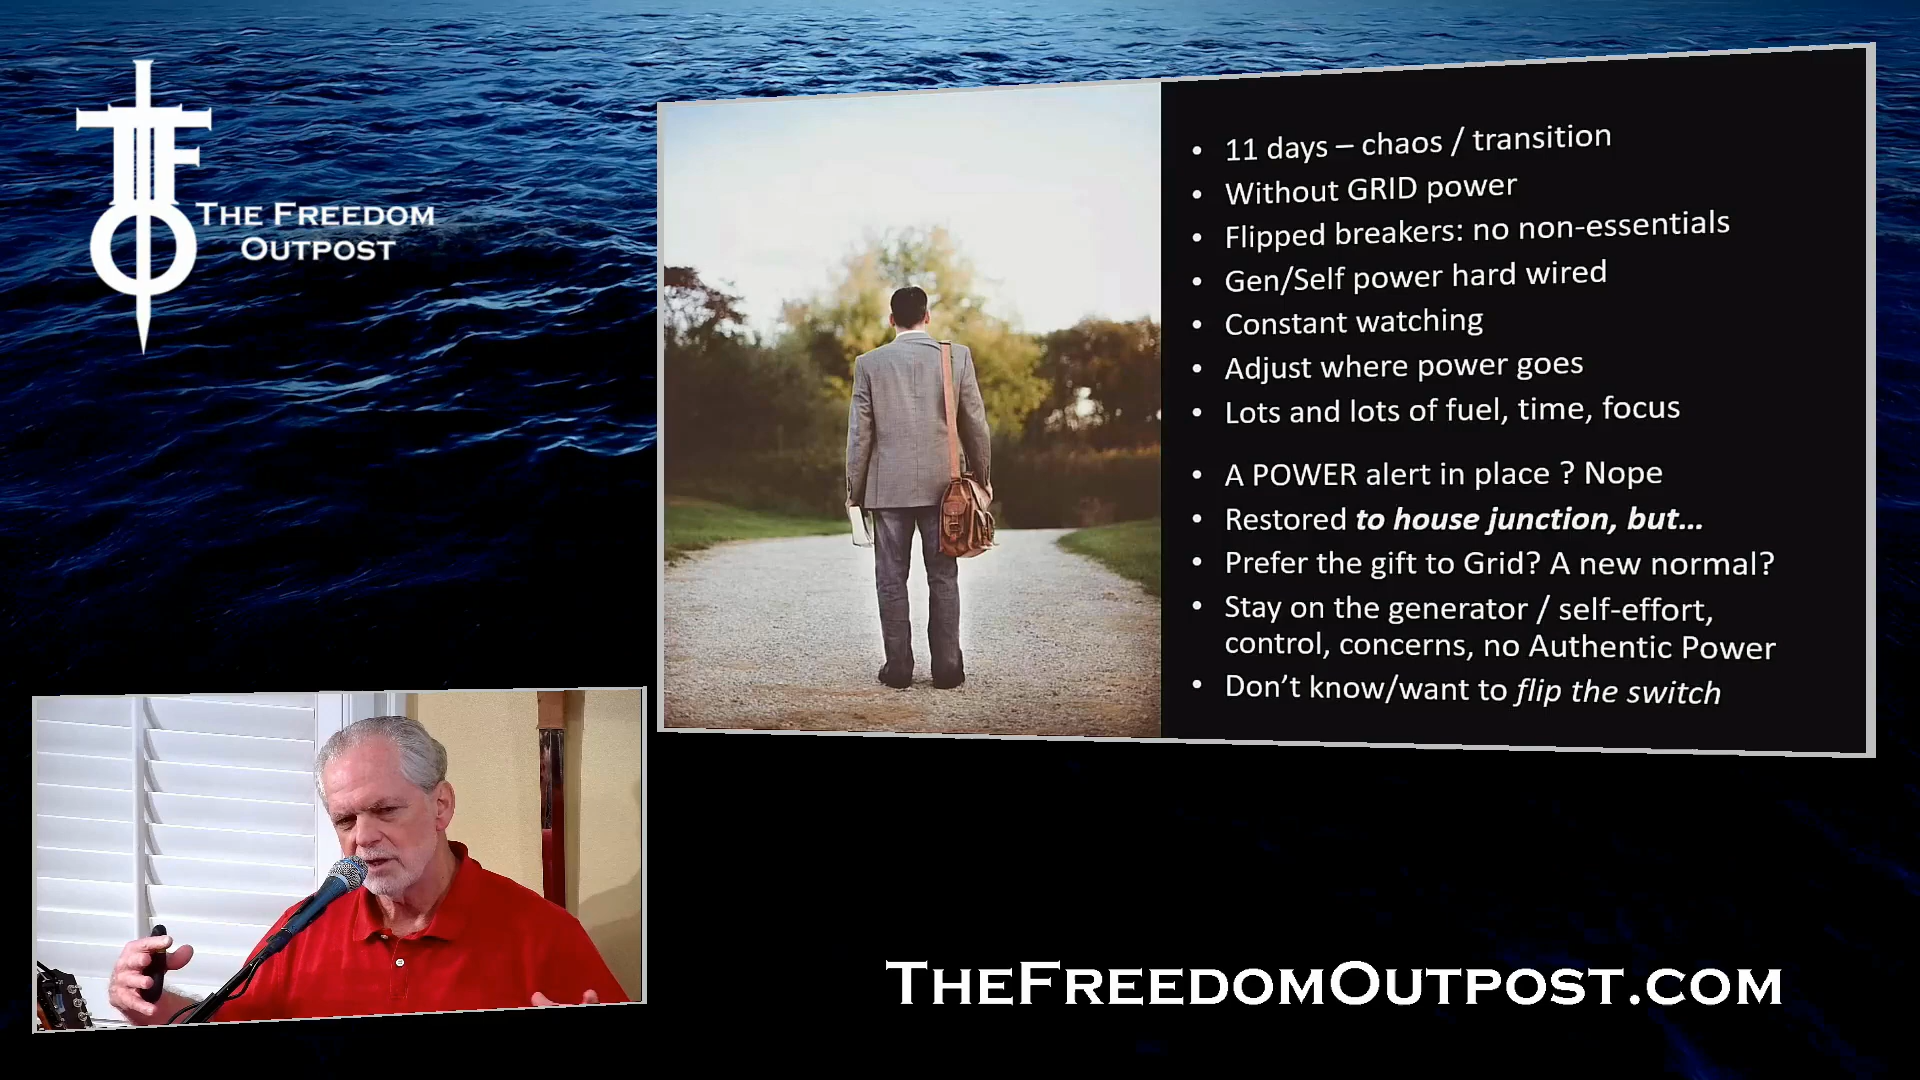 The Freedom
Outpost
• 11 days – chaos / transition
• Without GRID power
• Flipped breakers: no non-essentials
• Gen/Self power hard wired
• Constant watching
• Adjust where power goes
• Lots and lots of fuel, time, focus
• A POWER alert in place ? Nope
• Restored to house junction, but...
• Prefer the gift to Grid? A new normal?
• Stay on the generator / self-effort,
control, concerns, no Authentic Power
• Don't know/want to flip the switch
TheFreedomOutpost.com